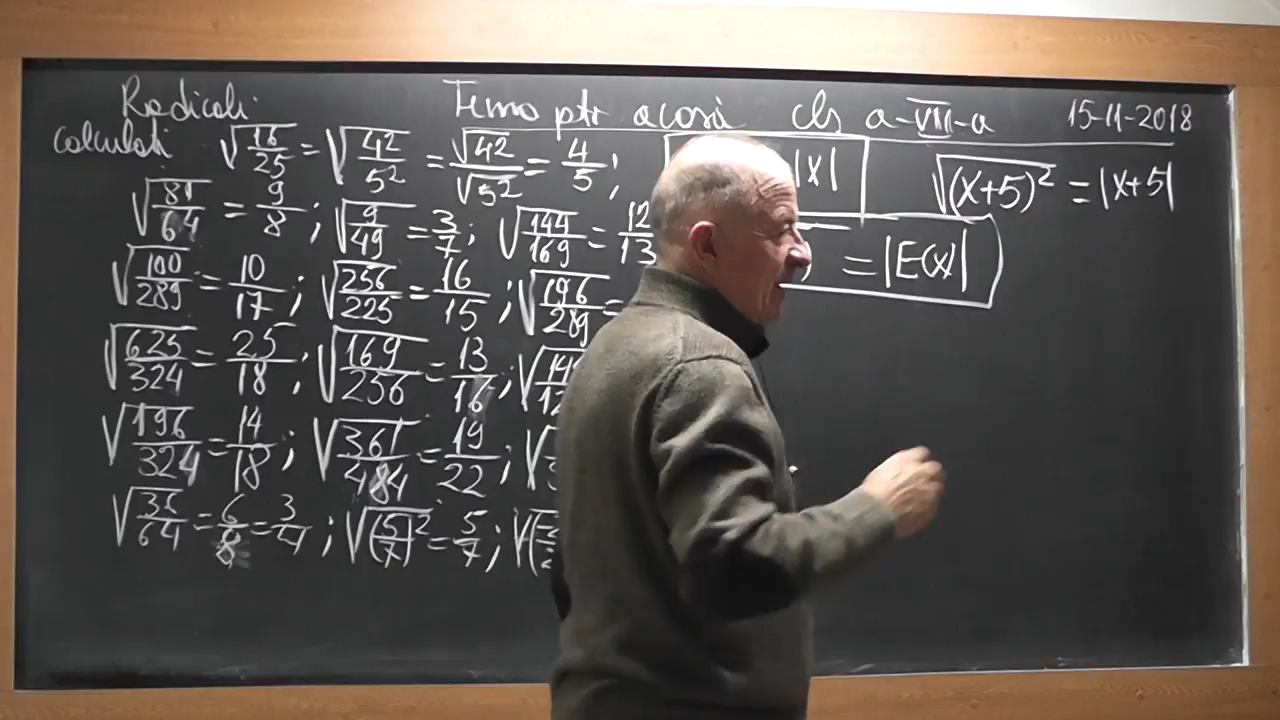 Radicali Tema ptr acasă cls a-VIII-a 15-11-2018
calculati √(16/25) = √(4²/5²) = √4²/√5² = 4/5 ; |x| √(x+5)² = |x+5|
√(81/64) = 9/8 ; √(9/49) = 3/7 ; √(144/169) = 12/13
) = |E(x)|
√(100/289) = 10/17 ; √(256/225) = 16/15 ; √(196/289) =
√(625/324) = 25/18 ; √(169/256) = 13/16 ;
√(196/324) = 14/18 ; √(361/484) = 19/22 ;
√(36/64) = 6/8 = 3/4 ; √(5/7)² = 5/7 ;